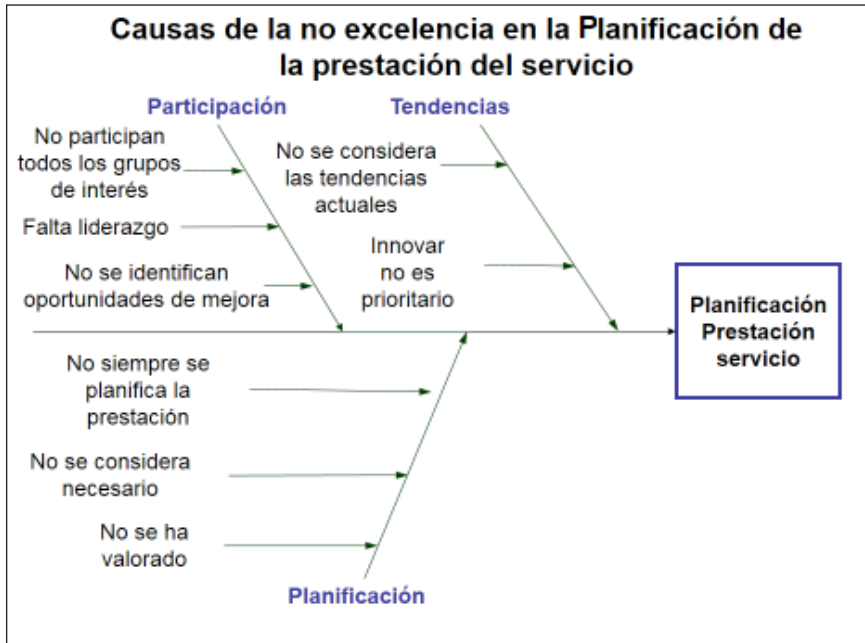 Causas de la no excelencia en la Planificación de
la prestación del servicio
Participación
Tendencias
No participan
todos los grupos
de interés
Falta liderazgo
No se identifican
oportunidades de mejora
No se considera
las tendencias
actuales
Innovar
no es
prioritario
Planificación
Prestación
servicio
No siempre se
planifica la
prestación
No se considera
necesario
No se ha
valorado
Planificación